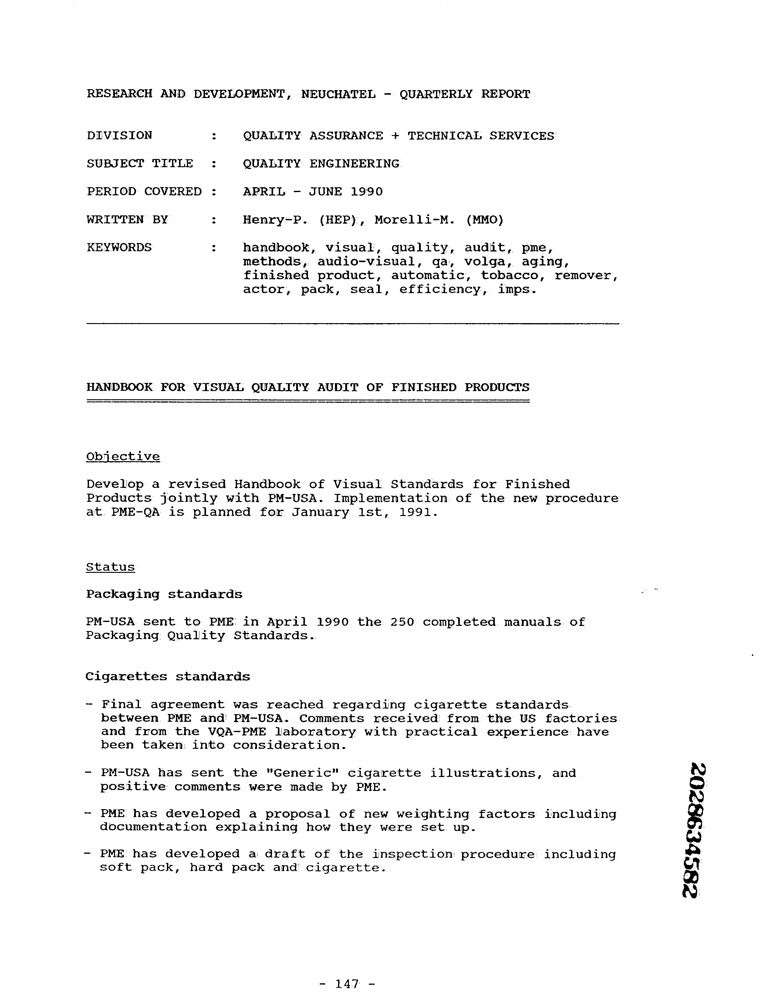 RESEARCH AND DEVELOPMENT, NEUCHATEL - QUARTERLY REPORT
DIVISION : QUALITY ASSURANCE + TECHNICAL SERVICES
SUBJECT TITLE : QUALITY ENGINEERING
PERIOD COVERED : APRIL - JUNE 1990
WRITTEN BY : Henry-P. (HEP), Morelli-M. (MMO)
KEYWORDS : handbook, visual, quality, audit, pme,
methods, audio-visual, qa, volga, aging,
finished product, automatic, tobacco, remover,
actor, pack, seal, efficiency, imps.
HANDBOOK FOR VISUAL QUALITY AUDIT OF FINISHED PRODUCTS
Objective
Develop a revised Handbook of Visual Standards for Finished
Products jointly with PM-USA. Implementation of the new procedure
at PME-QA is planned for January 1st, 1991.
Status
Packaging standards
PM-USA sent to PME in April 1990 the 250 completed manuals of
Packaging Quality Standards.
Cigarettes standards
- Final agreement was reached regarding cigarette standards
between PME and PM-USA. Comments received from the US factories
and from the VQA-PME laboratory with practical experience have
been taken into consideration.
- PM-USA has sent the "Generic" cigarette illustrations, and
positive comments were made by PME.
- PME has developed a proposal of new weighting factors including
documentation explaining how they were set up.
- PME has developed a draft of the inspection procedure including
soft pack, hard pack and cigarette.
2028634582
- 147 -